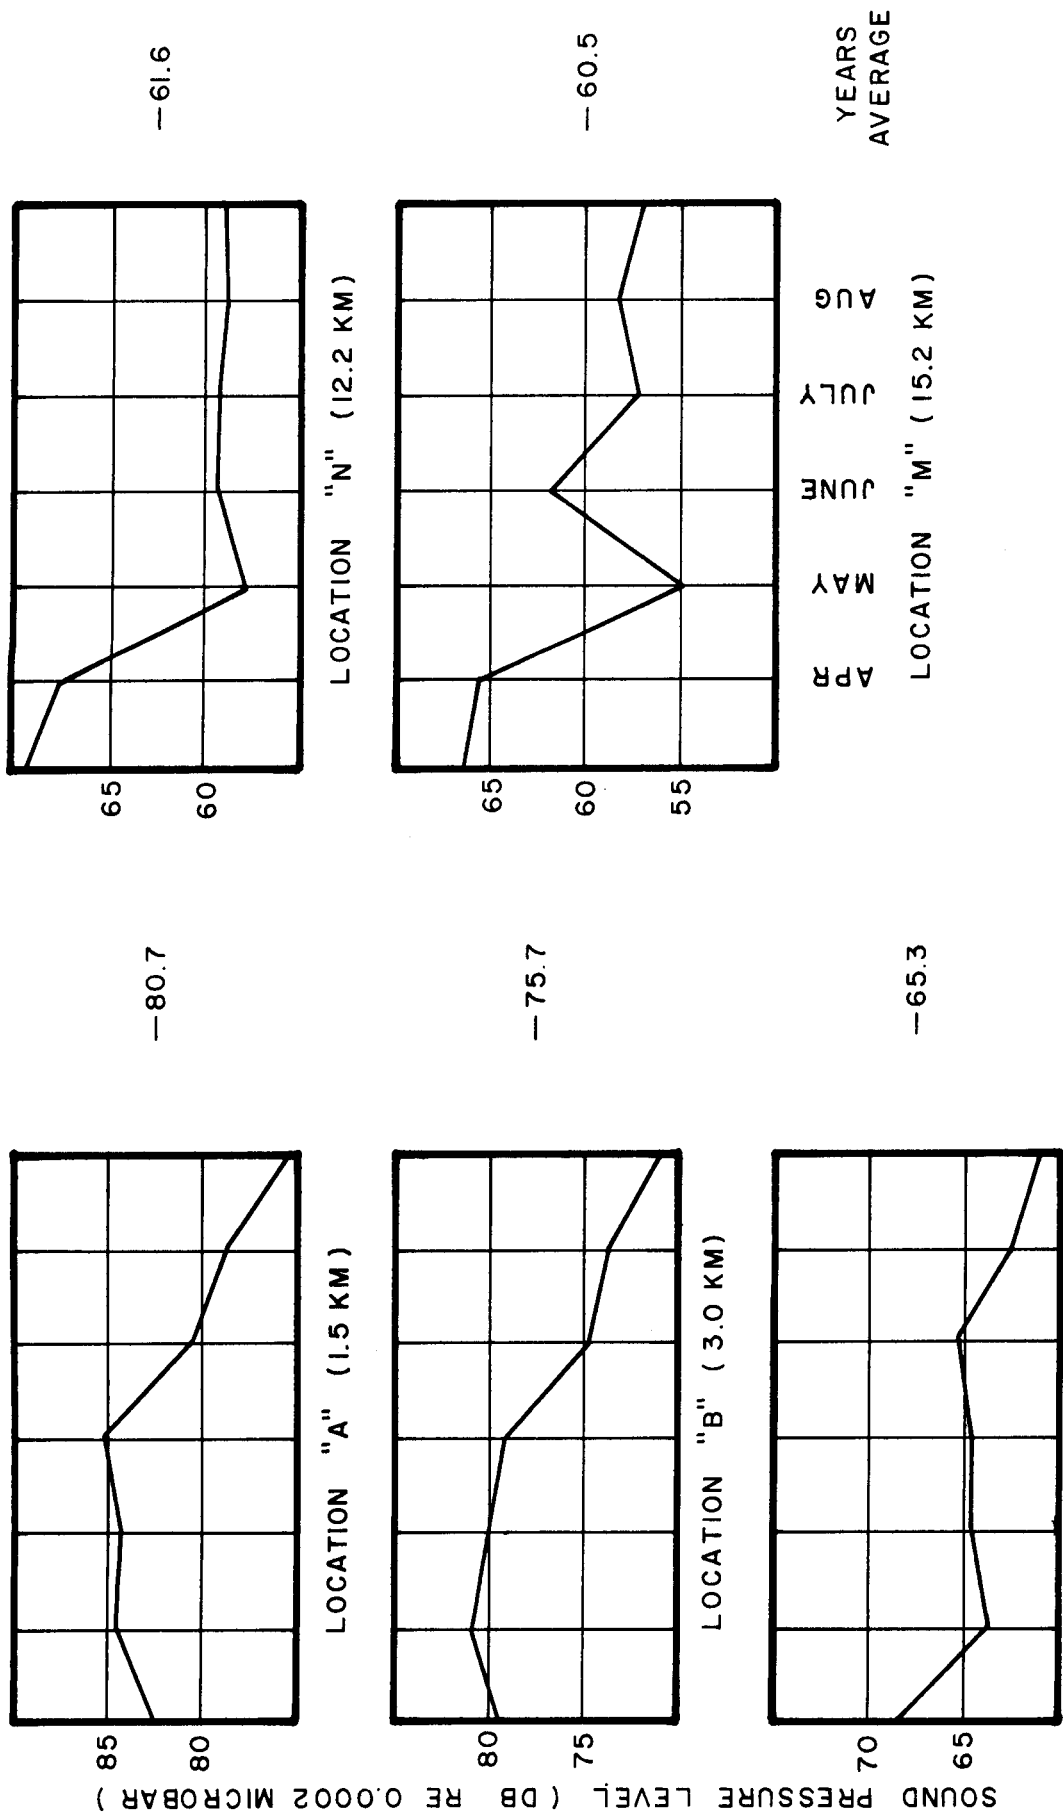 SOUND PRESSURE LEVEL (DB RE 0.0002 MICROBAR)
85
80
LOCATION "A" (1.5 KM)
—80.7
80
75
LOCATION "B" (3.0 KM)
—75.7
70
65
—65.3
65
60
LOCATION "N" (12.2 KM)
—61.6
65
60
55
APR
MAY
JUNE
JULY
AUG
LOCATION "M" (15.2 KM)
—60.5
YEARS
AVERAGE